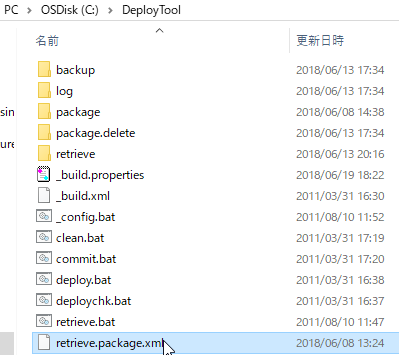 PC > OSDisk (C:) > DeployTool
名前 更新日時
backup 2018/06/13 17:34
log 2018/06/13 17:34
package 2018/06/08 14:38
package.delete 2018/06/13 17:34
retrieve 2018/06/13 20:16
_build.properties 2018/06/19 18:22
_build.xml 2011/03/31 16:30
_config.bat 2011/08/10 11:52
clean.bat 2011/03/31 17:19
commit.bat 2011/03/31 17:20
deploy.bat 2011/03/31 16:38
deploychk.bat 2011/03/31 16:37
retrieve.bat 2011/08/10 11:47
retrieve.package.xml 2018/06/08 13:24